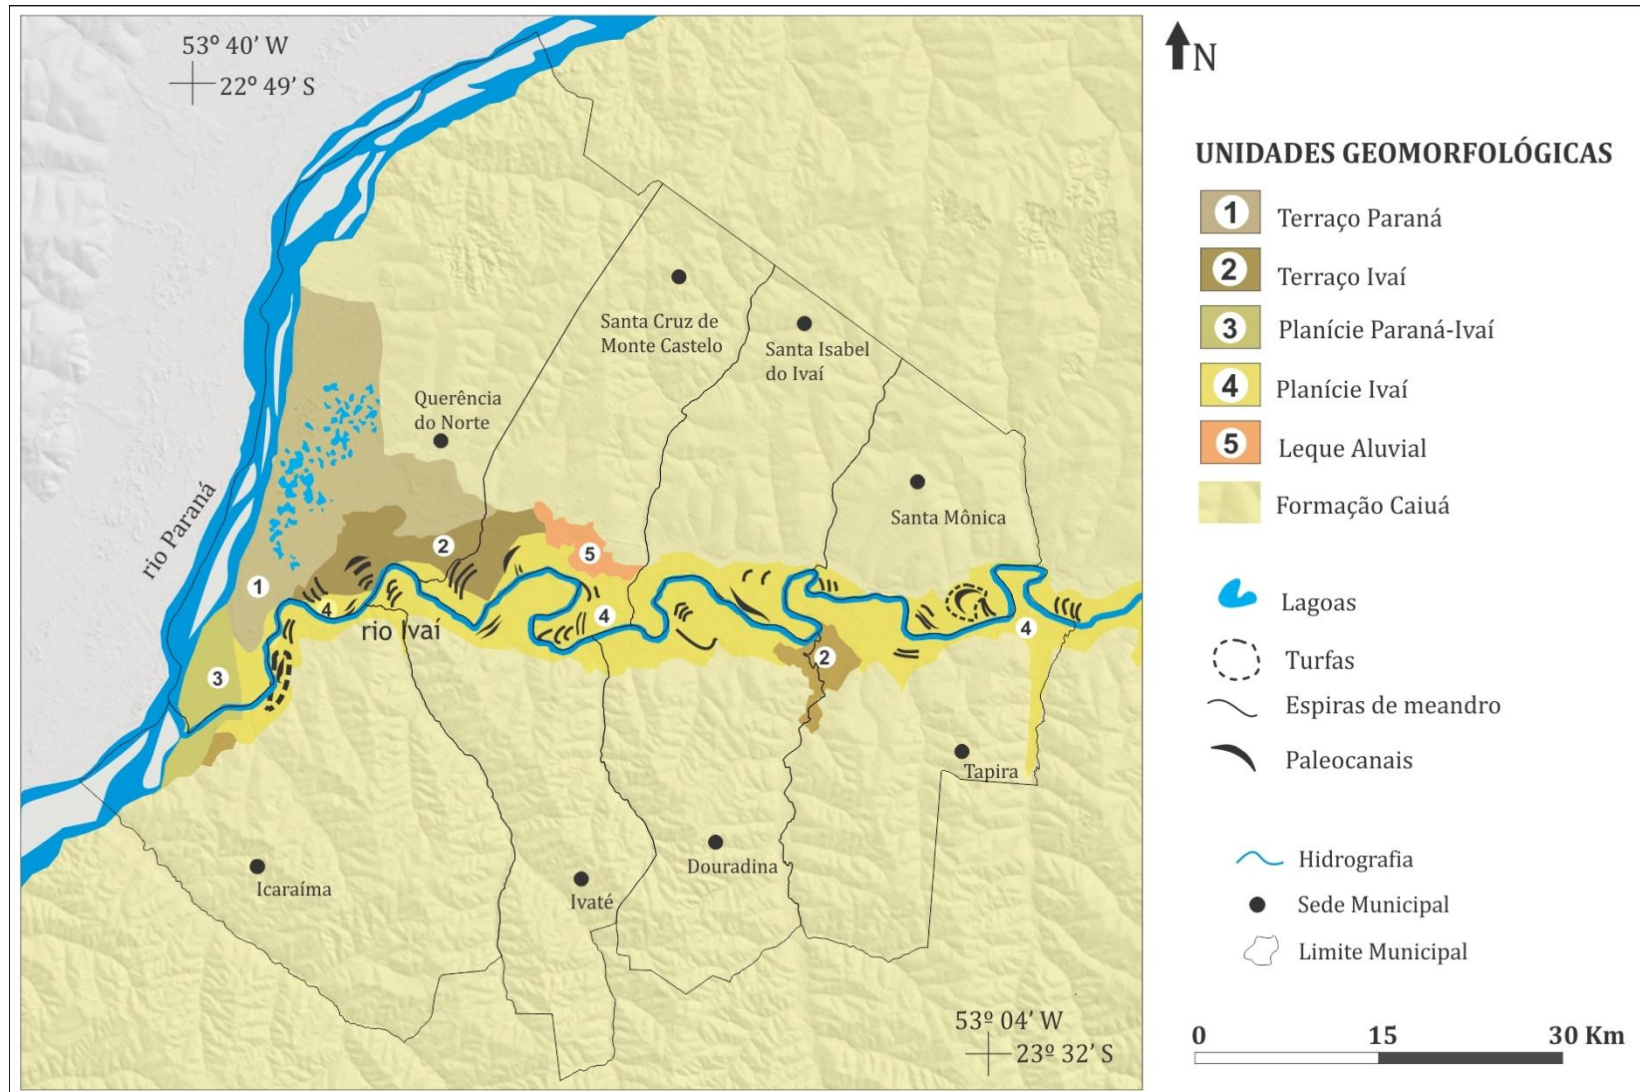 53º 40’ W
22º 49’ S
N
UNIDADES GEOMORFOLÓGICAS
1 Terraço Paraná
2 Terraço Ivaí
3 Planície Paraná-Ivaí
4 Planície Ivaí
5 Leque Aluvial
Formação Caiuá
Lagoas
Turfas
Espiras de meandro
Paleocanais
Hidrografia
Sede Municipal
Limite Municipal
0 15 30 Km
Santa Cruz de
Monte Castelo
Santa Isabel
do Ivaí
Querência
do Norte
Santa Mônica
rio Paraná
2
5
1
4
4
rio Ivaí
4
2
3
Tapira
Douradina
Icaraíma
Ivaté
53º 04’ W
23º 32’ S